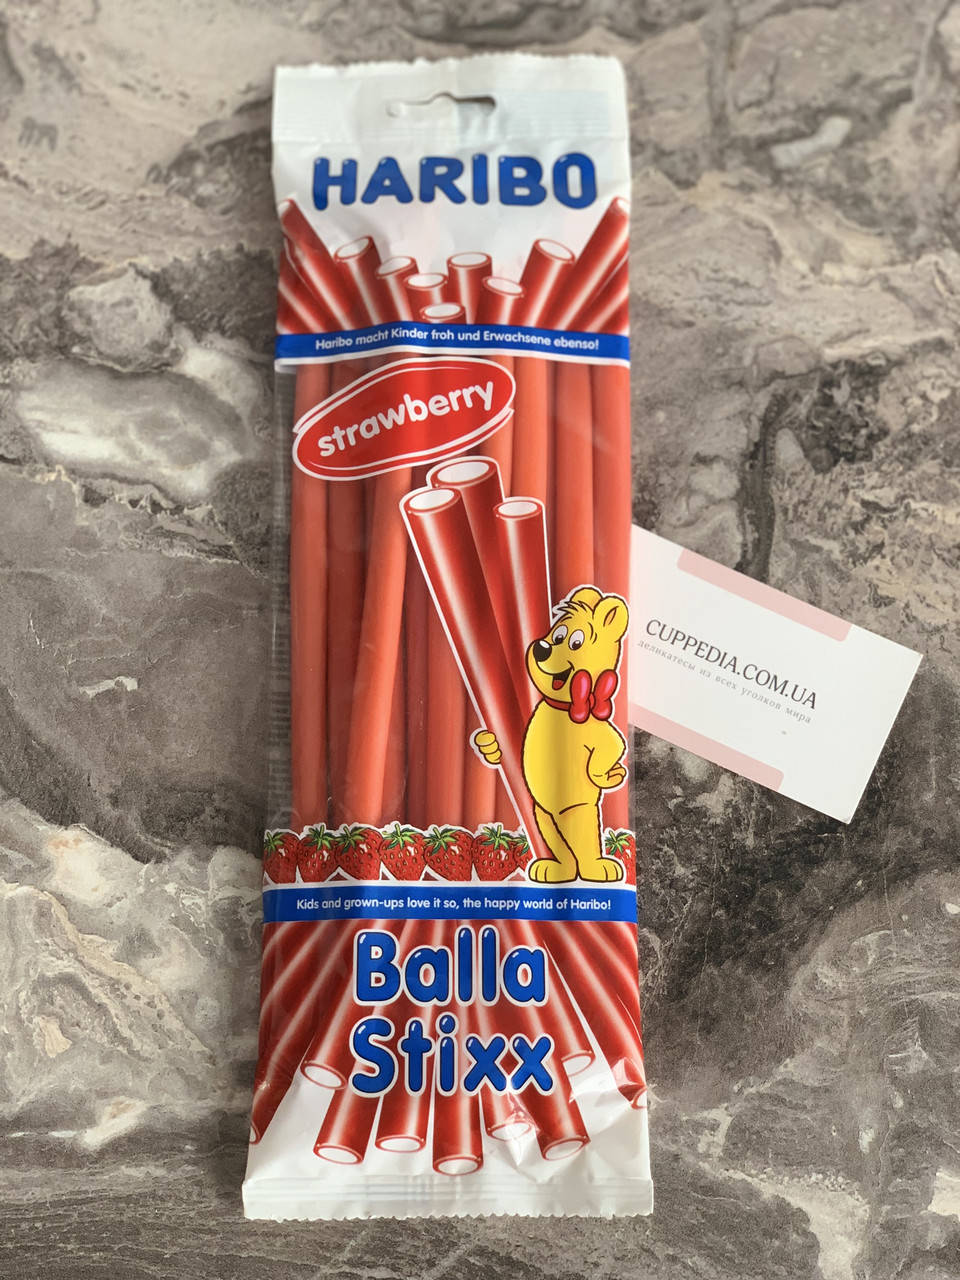 HARIBO
Haribo macht Kinder froh und Erwachsene ebenso!
strawberry
CUPPEDIA.COM.UA
деликатесы из всех уголков мира
Kids and grown-ups love it so, the happy world of Haribo!
Balla
Stixx